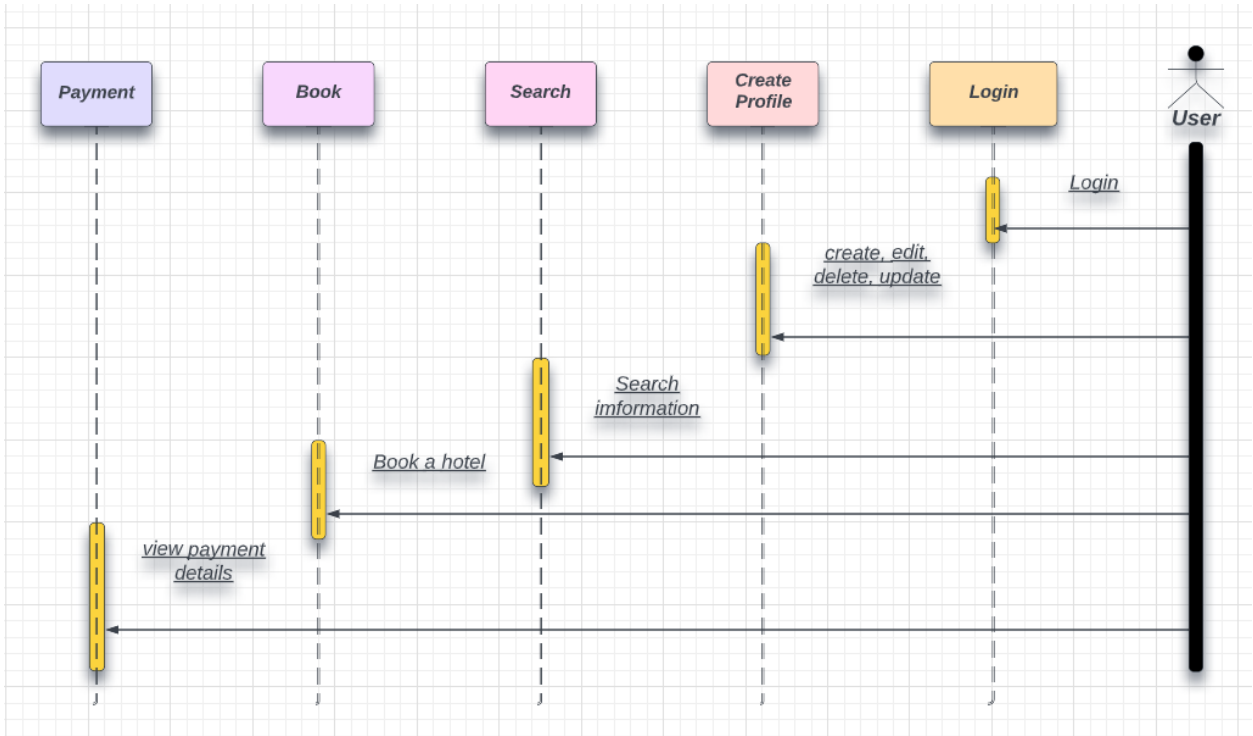 Payment
Book
Search
Create
Profile
Login
User
Login
create, edit,
delete, update
Search
imformation
Book a hotel
view payment
details